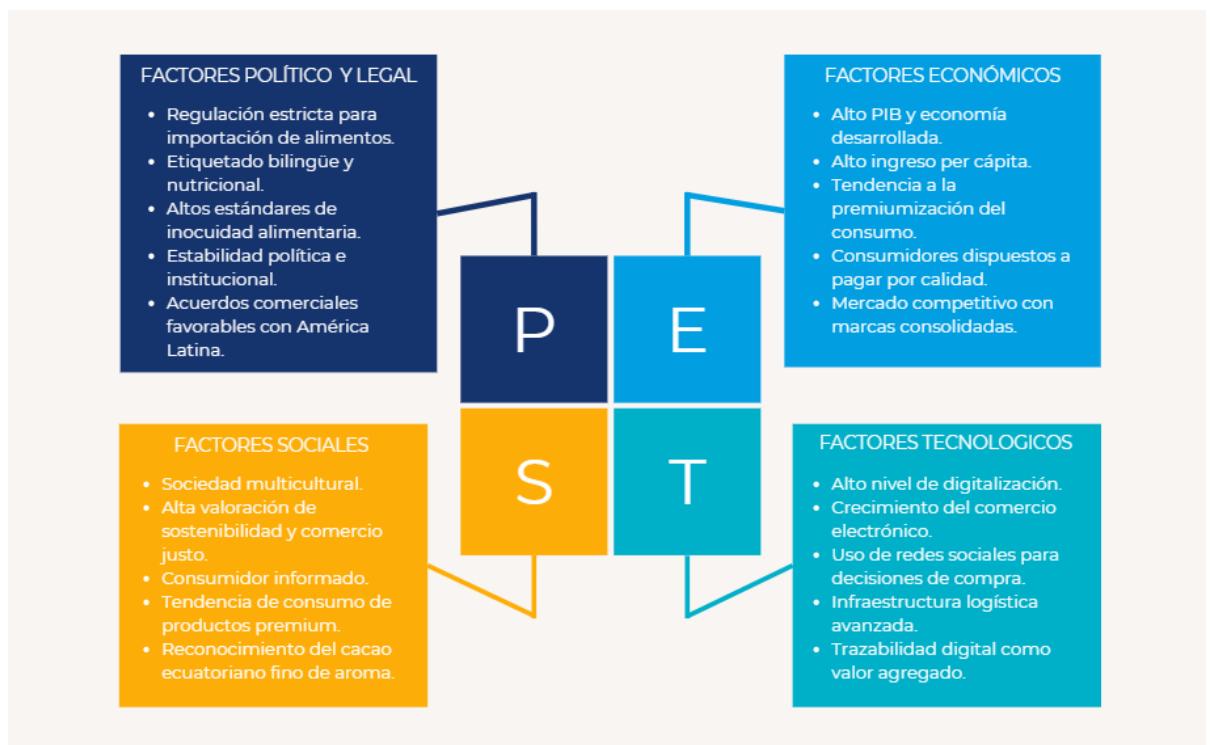 FACTORES POLÍTICO Y LEGAL
• Regulación estricta para
importación de alimentos.
• Etiquetado bilingüe y
nutricional.
• Altos estándares de
inocuidad alimentaria.
• Estabilidad política e
institucional.
• Acuerdos comerciales
favorables con América
Latina.
FACTORES ECONÓMICOS
• Alto PIB y economía
desarrollada.
• Alto ingreso per cápita.
• Tendencia a la
premiumización del
consumo.
• Consumidores dispuestos a
pagar por calidad.
• Mercado competitivo con
marcas consolidadas.
P
E
S
T
FACTORES SOCIALES
• Sociedad multicultural.
• Alta valoración de
sostenibilidad y comercio
justo.
• Consumidor informado.
• Tendencia de consumo de
productos premium.
• Reconocimiento del cacao
ecuatoriano fino de aroma.
FACTORES TECNOLOGICOS
• Alto nivel de digitalización.
• Crecimiento del comercio
electrónico.
• Uso de redes sociales para
decisiones de compra.
• Infraestructura logística
avanzada.
• Trazabilidad digital como
valor agregado.